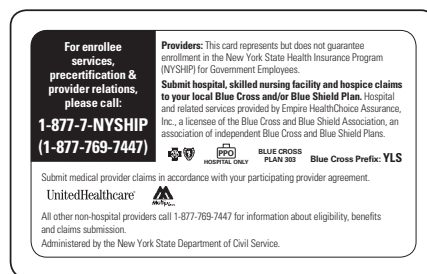 For enrollee
services,
precertification &
provider relations,
please call:
1-877-7-NYSHIP
(1-877-769-7447)
Providers: This card represents but does not guarantee
enrollment in the New York State Health Insurance Program
(NYSHIP) for Government Employees.
Submit hospital, skilled nursing facility and hospice claims
to your local Blue Cross and/or Blue Shield Plan. Hospital
and related services provided by Empire HealthChoice Assurance,
Inc., a licensee of the Blue Cross and Blue Shield Association, an
association of independent Blue Cross and Blue Shield Plans.
PPO
HOSPITAL ONLY
BLUE CROSS
PLAN 303
Blue Cross Prefix: YLS
Submit medical provider claims in accordance with your participating provider agreement.
UnitedHealthcare
MultiPlan
All other non-hospital providers call 1-877-769-7447 for information about eligibility, benefits
and claims submission.
Administered by the New York State Department of Civil Service.